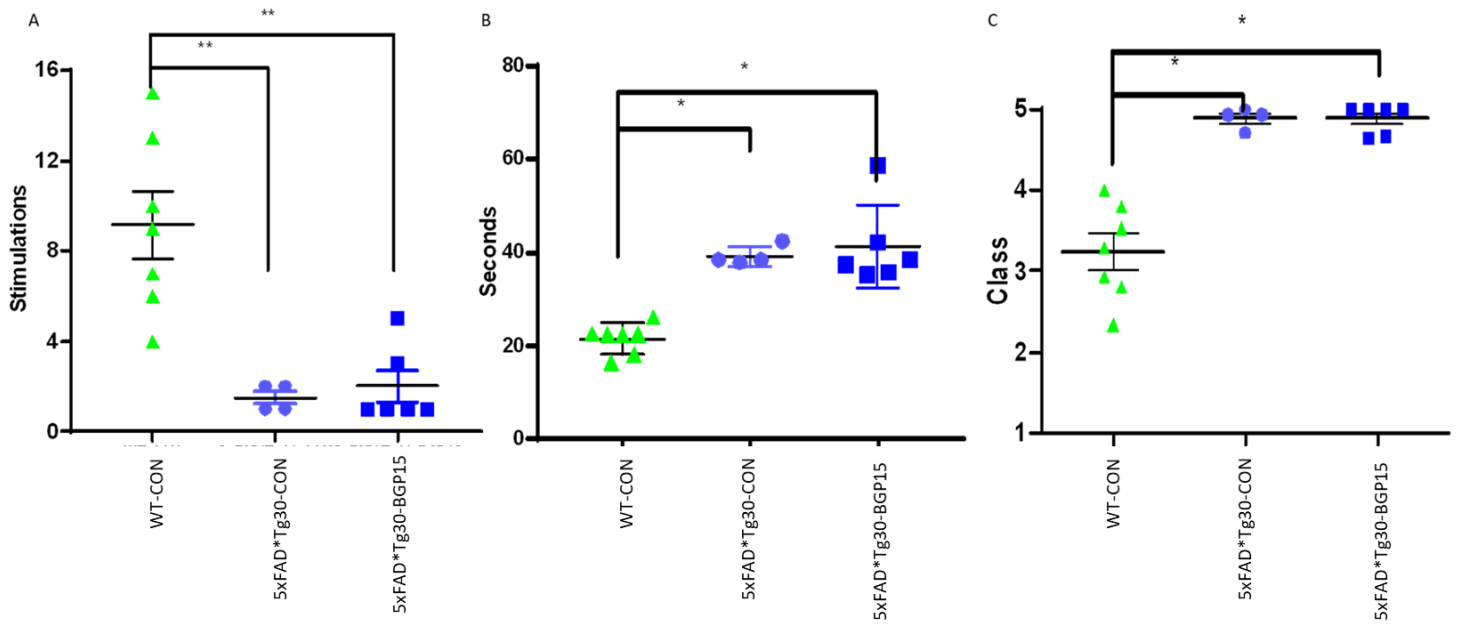 A
**
**
16
12
8
4
0
Stimulations
WT-CON
5xFAD*Tg30-CON
5xFAD*Tg30-BGP15
B
*
*
80
60
40
20
0
Seconds
WT-CON
5xFAD*Tg30-CON
5xFAD*Tg30-BGP15
C
*
*
5
4
3
2
1
Class
WT-CON
5xFAD*Tg30-CON
5xFAD*Tg30-BGP15